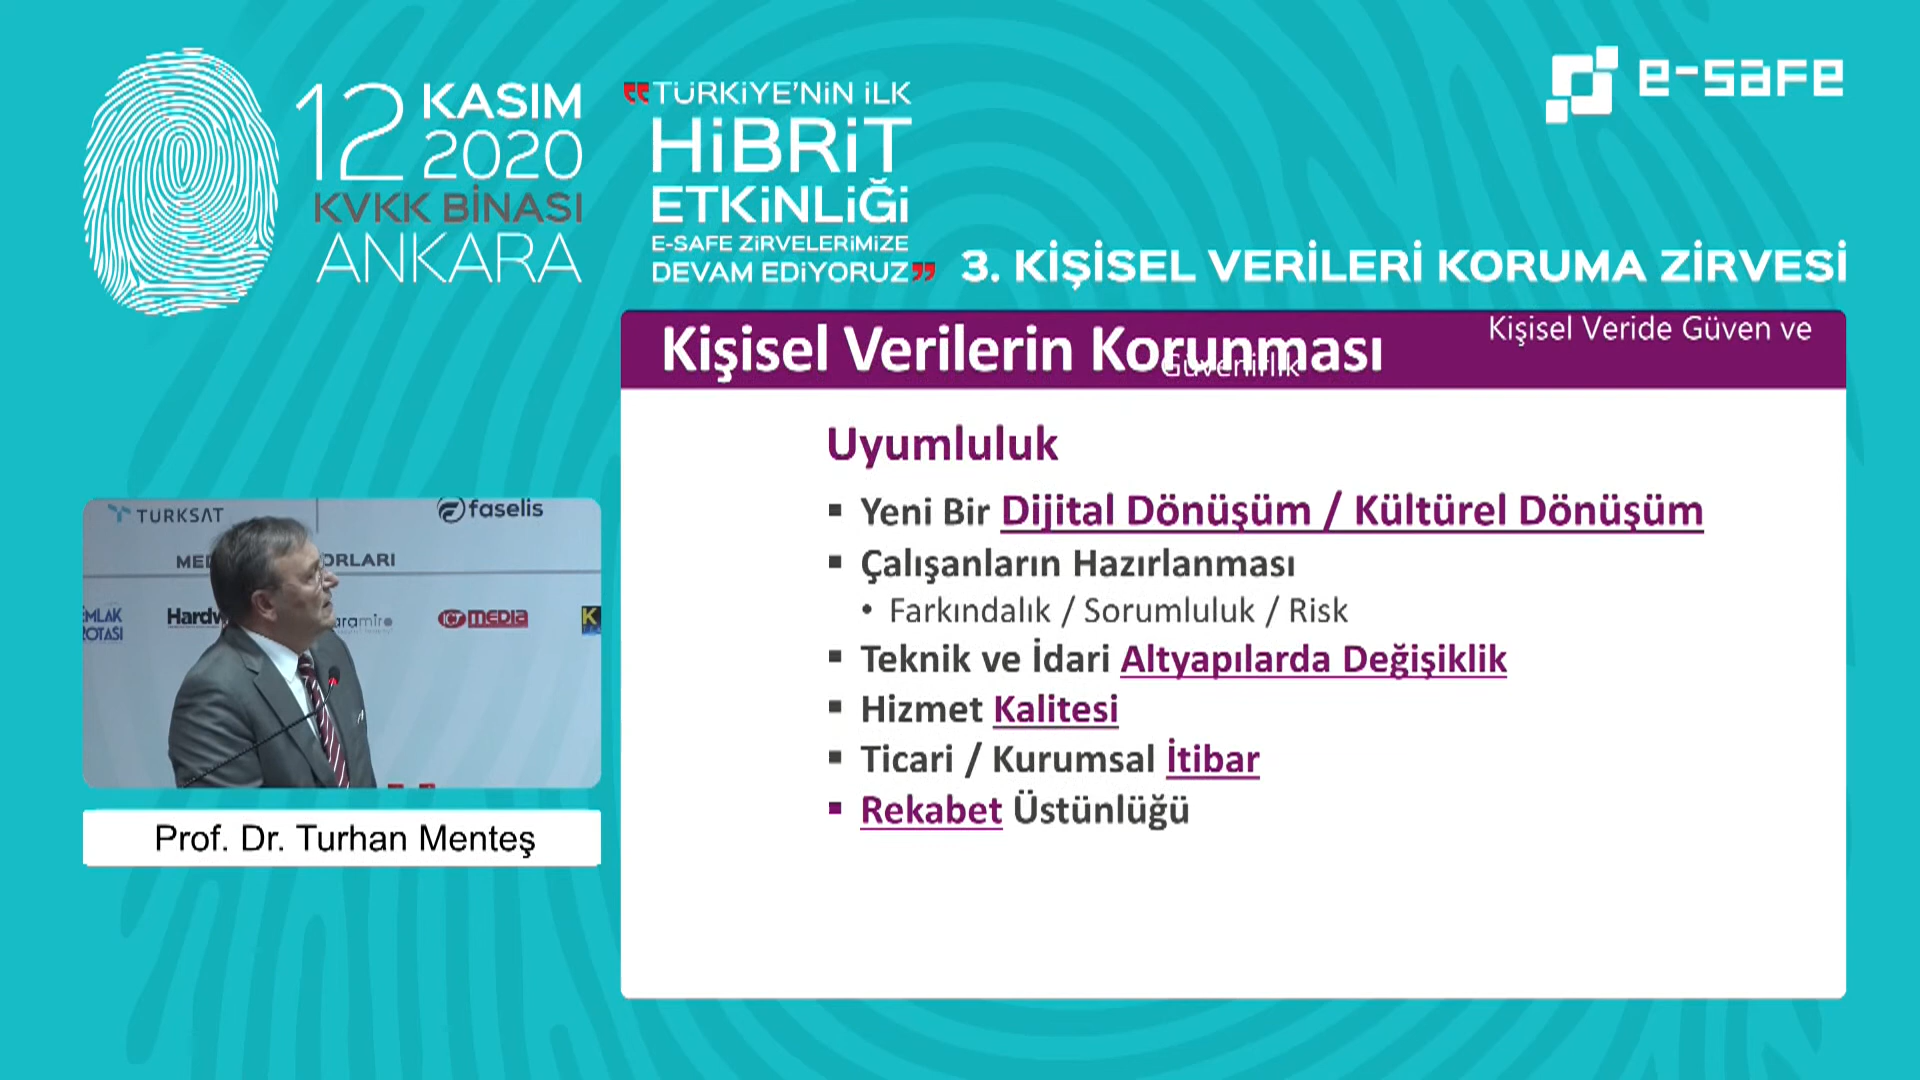 12 KASIM
2020
KVKK BİNASI
ANKARA
TÜRKİYE'NİN İLK
HİBRİT
ETKİNLİĞİ
E-SAFE ZİRVELERİMİZE
DEVAM EDİYORUZ
e-safe
3. KİŞİSEL VERİLERİ KORUMA ZİRVESİ
Kişisel Verilerin Korunması
Kişisel Veride Güven ve
Güvenirlik
Uyumluluk
▪ Yeni Bir Dijital Dönüşüm / Kültürel Dönüşüm
▪ Çalışanların Hazırlanması
• Farkındalık / Sorumluluk / Risk
▪ Teknik ve İdari Altyapılarda Değişiklik
▪ Hizmet Kalitesi
▪ Ticari / Kurumsal İtibar
▪ Rekabet Üstünlüğü
TURKSAT
faselis
ICT MEDIA
Prof. Dr. Turhan Menteş